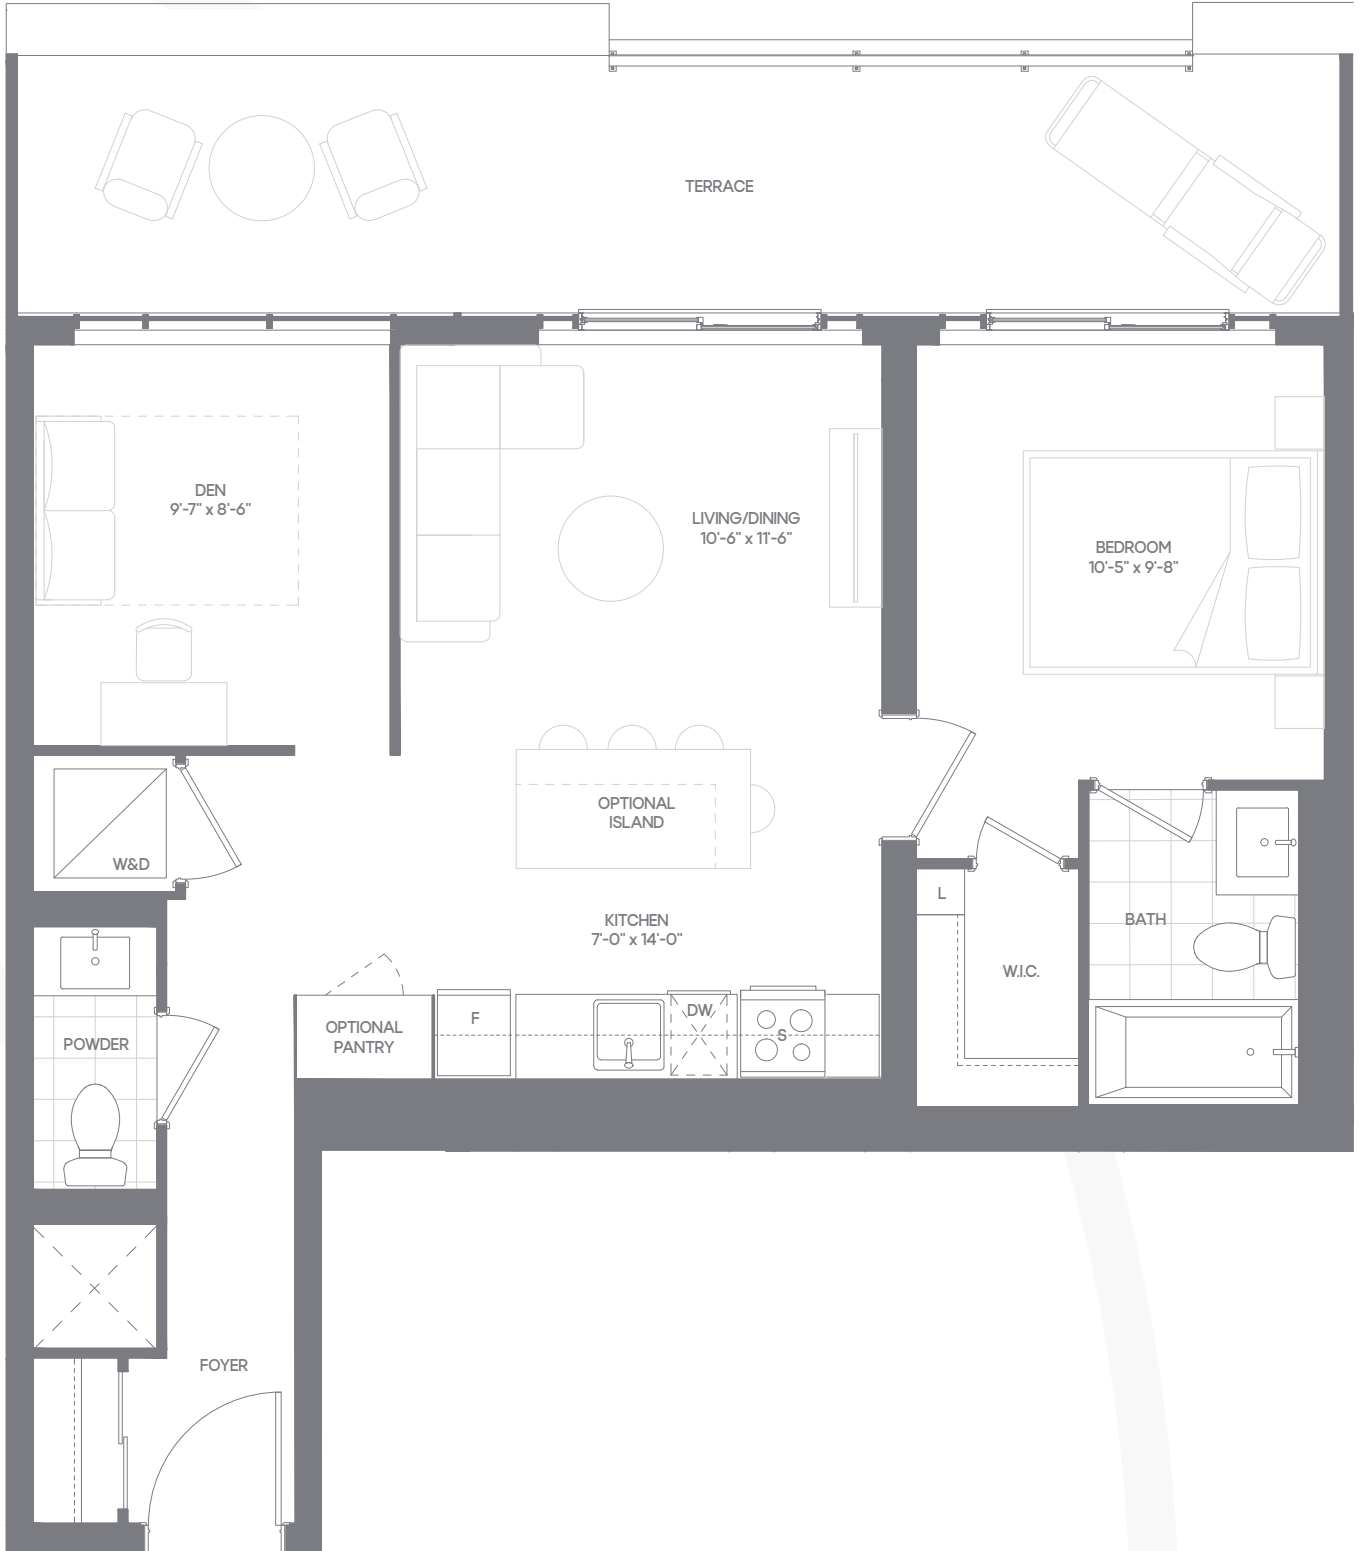 TERRACE
DEN
9'-7" x 8'-6"
LIVING/DINING
10'-6" x 11'-6"
BEDROOM
10'-5" x 9'-8"
OPTIONAL
ISLAND
W&D
L
BATH
KITCHEN
7'-0" x 14'-0"
W.I.C.
DW
F
OPTIONAL
PANTRY
S
POWDER
FOYER